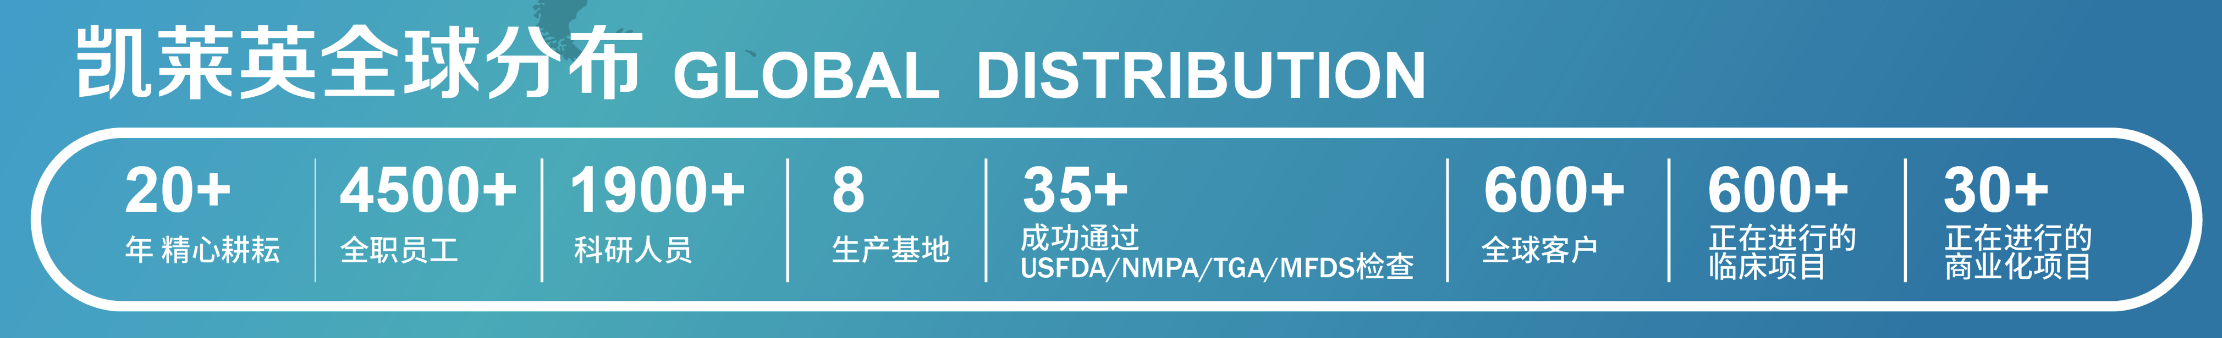 凯莱英全球分布 GLOBAL DISTRIBUTION
20+
年 精心耕耘
4500+
全职员工
1900+
科研人员
8
生产基地
35+
成功通过
USFDA/NMPA/TGA/MFDS检查
600+
全球客户
600+
正在进行的
临床项目
30+
正在进行的
商业化项目